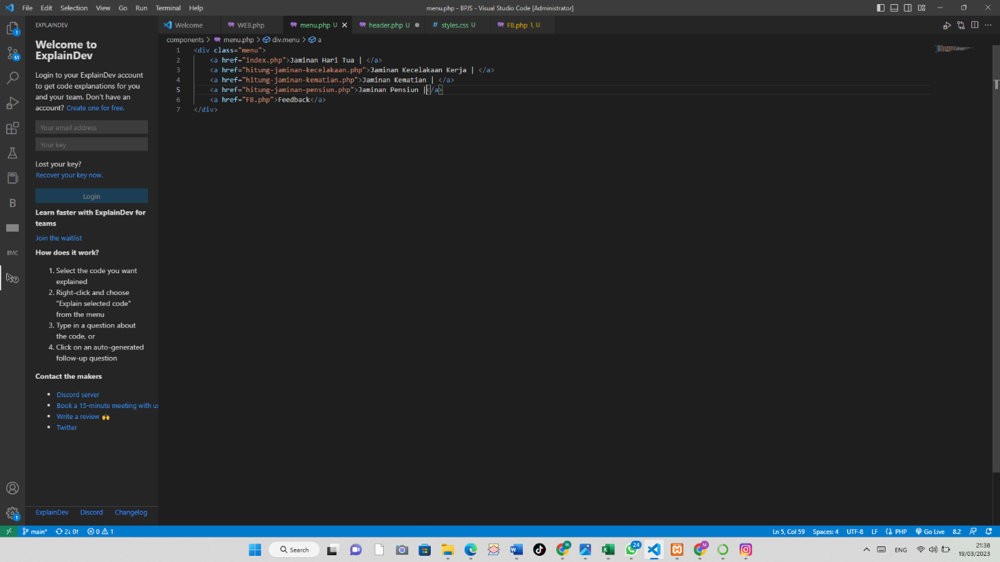 File Edit Selection View Go Run Terminal Help
menu.php - BPJS - Visual Studio Code [Administrator]
EXPLAINDEV
Welcome WEB.php menu.php U header.php U # styles.css U FB.php 1, U
components > menu.php > div.menu > a
1 <div class="menu">
2 <a href="index.php">Jaminan Hari Tua | </a>
3 <a href="hitung-jaminan-kecelakaan.php">Jaminan Kecelakaan Kerja | </a>
4 <a href="hitung-jaminan-kematian.php">Jaminan Kematian | </a>
5 <a href="hitung-jaminan-pensiun.php">Jaminan Pensiun |</a>
6 <a href="FB.php">Feedback</a>
7 </div>
Welcome to
ExplainDev
Login to your ExplainDev account
to get code explanations for you
and your team. Don't have an
account? Create one for free.
Your email address
Your key
Lost your key?
Recover your key now.
Login
Learn faster with ExplainDev for
teams
Join the waitlist
How does it work?
1. Select the code you want
explained
2. Right-click and choose
"Explain selected code"
from the menu
3. Type in a question about
the code, or
4. Click on an auto-generated
follow-up question
Contact the makers
Discord server
Book a 15-minute meeting with us
Write a review 🙌
Twitter
ExplainDev Discord Changelog
1
51
B
EMC
1
main* 2↓ 0↑ 0 1
Ln 5, Col 59 Spaces: 4 UTF-8 LF PHP Go Live 8.2
Search
W
24
M
ENG
21:38
19/03/2023